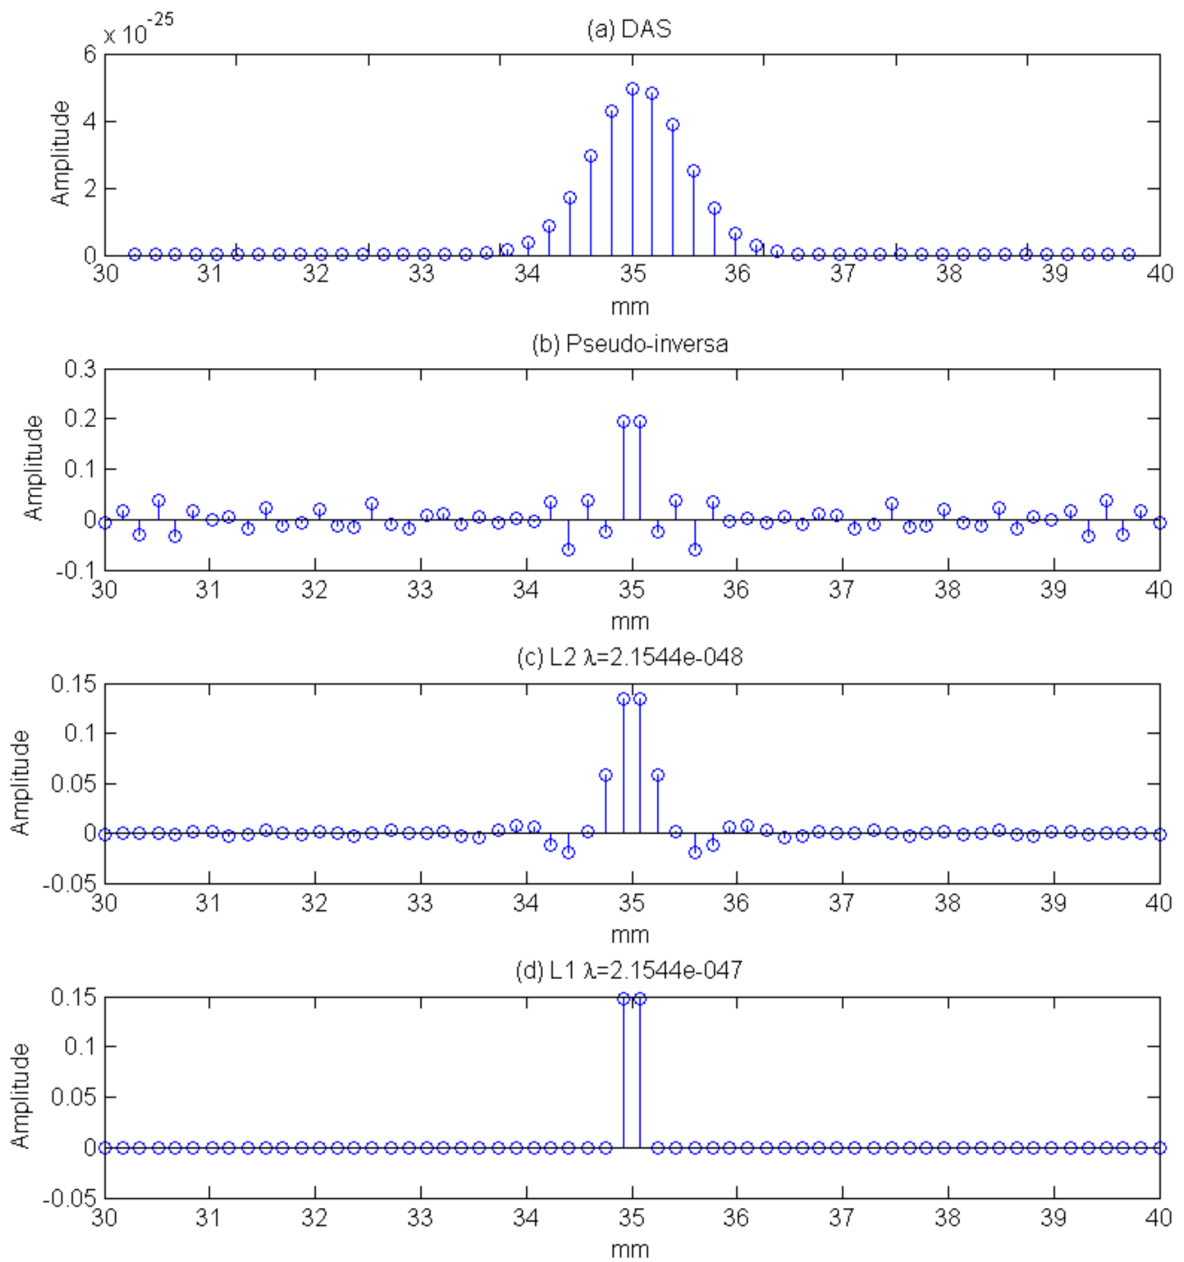 (a) DAS
x 10^-25
6
4
2
0
Amplitude
30 31 32 33 34 35 36 37 38 39 40
mm
(b) Pseudo-inversa
0.3
0.2
0.1
0
-0.1
Amplitude
30 31 32 33 34 35 36 37 38 39 40
mm
(c) L2 λ=2.1544e-048
0.15
0.1
0.05
0
-0.05
Amplitude
30 31 32 33 34 35 36 37 38 39 40
mm
(d) L1 λ=2.1544e-047
0.15
0.1
0.05
0
-0.05
Amplitude
30 31 32 33 34 35 36 37 38 39 40
mm